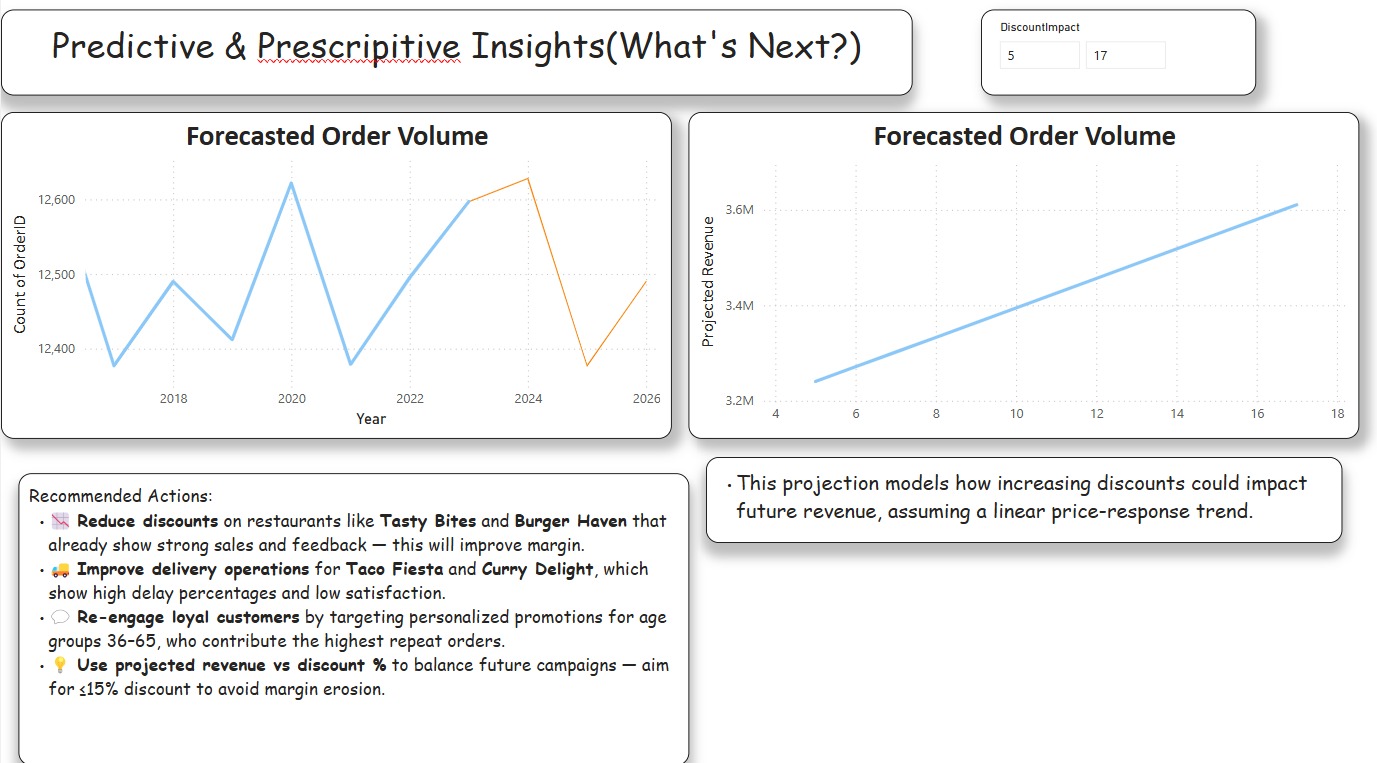 Predictive & Prescripitive Insights(What's Next?)
DiscountImpact
5 17
Forecasted Order Volume
12,600
12,500
12,400
Count of OrderID
2018 2020 2022 2024 2026
Year
Forecasted Order Volume
3.6M
3.4M
3.2M
Projected Revenue
4 6 8 10 12 14 16 18
Recommended Actions:
• 📉 Reduce discounts on restaurants like Tasty Bites and Burger Haven that
already show strong sales and feedback — this will improve margin.
• 🚚 Improve delivery operations for Taco Fiesta and Curry Delight, which
show high delay percentages and low satisfaction.
• 💬 Re-engage loyal customers by targeting personalized promotions for age
groups 36–65, who contribute the highest repeat orders.
• 💡 Use projected revenue vs discount % to balance future campaigns — aim
for ≤15% discount to avoid margin erosion.
• This projection models how increasing discounts could impact
future revenue, assuming a linear price-response trend.